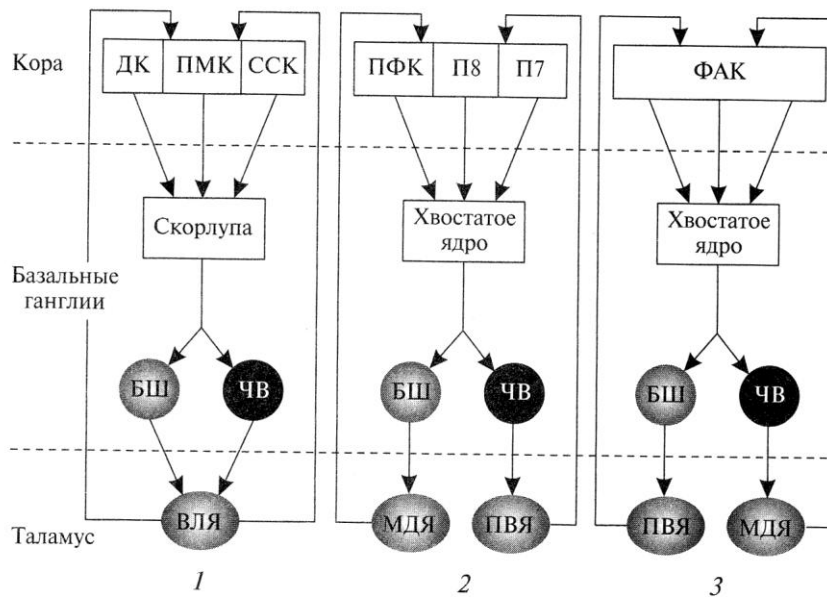 Кора
ДК ПМК ССК
ПФК П8 П7
ФАК
Скорлупа
Хвостатое
ядро
Хвостатое
ядро
Базальные
ганглии
БШ ЧВ
БШ ЧВ
БШ ЧВ
Таламус
ВЛЯ
МДЯ ПВЯ
ПВЯ МДЯ
1 2 3